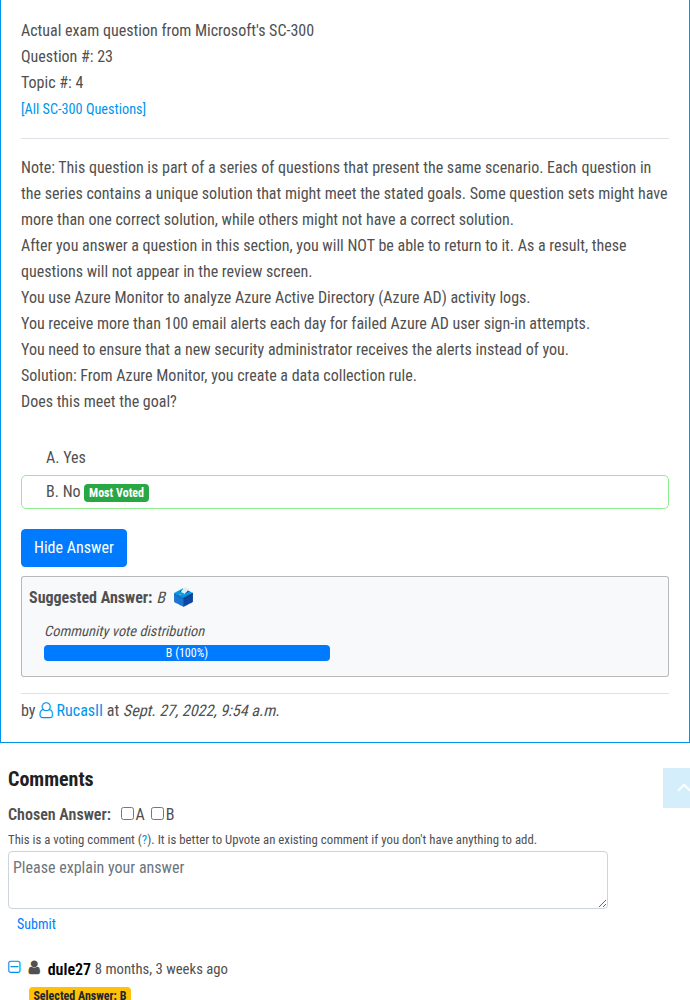 Actual exam question from Microsoft's SC-300
Question #: 23
Topic #: 4
[All SC-300 Questions]
Note: This question is part of a series of questions that present the same scenario. Each question in
the series contains a unique solution that might meet the stated goals. Some question sets might have
more than one correct solution, while others might not have a correct solution.
After you answer a question in this section, you will NOT be able to return to it. As a result, these
questions will not appear in the review screen.
You use Azure Monitor to analyze Azure Active Directory (Azure AD) activity logs.
You receive more than 100 email alerts each day for failed Azure AD user sign-in attempts.
You need to ensure that a new security administrator receives the alerts instead of you.
Solution: From Azure Monitor, you create a data collection rule.
Does this meet the goal?
A. Yes
B. No Most Voted
Hide Answer
Suggested Answer: B
Community vote distribution
B (100%)
by RucasII at Sept. 27, 2022, 9:54 a.m.
Comments
Chosen Answer: A B
This is a voting comment (?). It is better to Upvote an existing comment if you don't have anything to add.
Please explain your answer
Submit
dule27 8 months, 3 weeks ago
Selected Answer: B